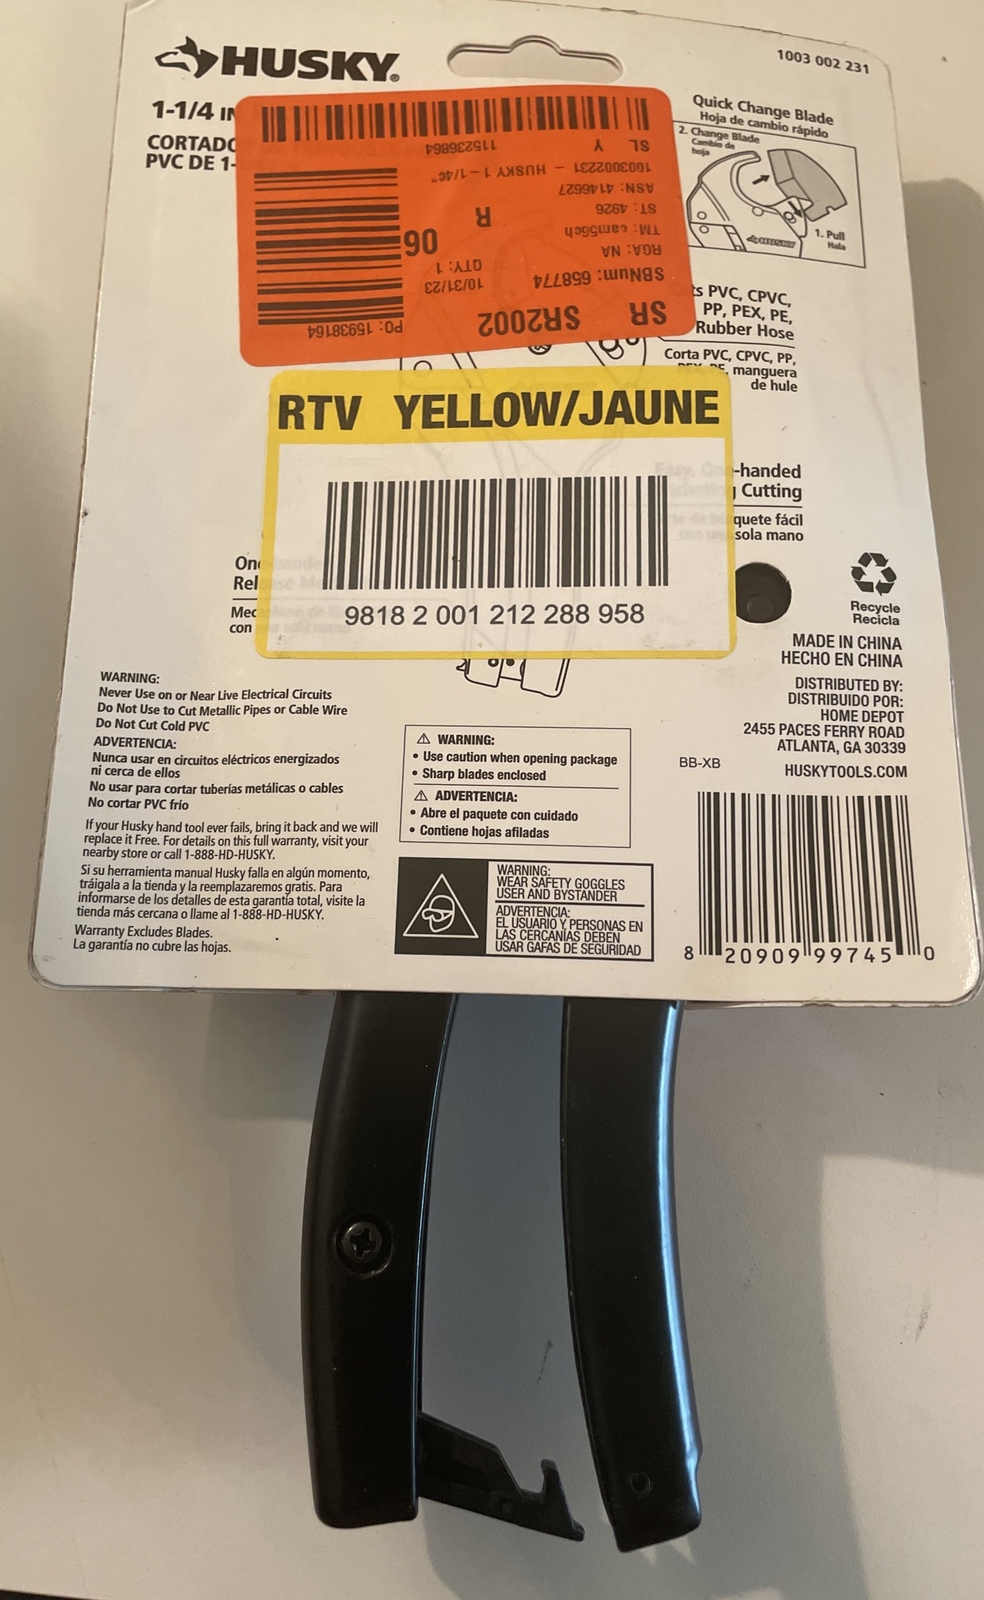 HUSKY®
1003 002 231
1-1/4 IN
CORTADO
PVC DE 1-
Quick Change Blade
Hoja de cambio rápido
2. Change Blade
Cambio de
hoja
1. Pull
Hala
HUSKY
SR SR2002
PO: 15938164
SBNum: 658774
10/31/23
QTY: 1
RGA: NA
06
TM: cam56ch
ST: 4926
R
ASN: 4146627
1003002231 – HUSKY 1-1/4"
SL Y
115236864
PVC, CPVC,
PP, PEX, PE,
Rubber Hose
Corta PVC, CPVC, PP,
manguera
de hule
RTV YELLOW/JAUNE
9818 2 001 212 288 958
Easy, One-handed
Cutting
quete fácil
sola mano
Recycle
Recicla
MADE IN CHINA
HECHO EN CHINA
DISTRIBUTED BY:
DISTRIBUIDO POR:
HOME DEPOT
2455 PACES FERRY ROAD
ATLANTA, GA 30339
HUSKYTOOLS.COM
BB-XB
WARNING:
Never Use on or Near Live Electrical Circuits
Do Not Use to Cut Metallic Pipes or Cable Wire
Do Not Cut Cold PVC
ADVERTENCIA:
Nunca usar en circuitos eléctricos energizados
ni cerca de ellos
No usar para cortar tuberías metálicas o cables
No cortar PVC frío
If your Husky hand tool ever fails, bring it back and we will
replace it Free. For details on this full warranty, visit your
nearby store or call 1-888-HD-HUSKY.
Si su herramienta manual Husky falla en algún momento,
tráigala a la tienda y la reemplazaremos gratis. Para
informarse de los detalles de esta garantía total, visite la
tienda más cercana o llame al 1-888-HD-HUSKY.
Warranty Excludes Blades.
La garantía no cubre las hojas.
WARNING:
• Use caution when opening package
• Sharp blades enclosed
ADVERTENCIA:
• Abre el paquete con cuidado
• Contiene hojas afiladas
WARNING:
WEAR SAFETY GOGGLES
USER AND BYSTANDER
ADVERTENCIA:
EL USUARIO Y PERSONAS EN
LAS CERCANÍAS DEBEN
USAR GAFAS DE SEGURIDAD
8 20909 99745 0